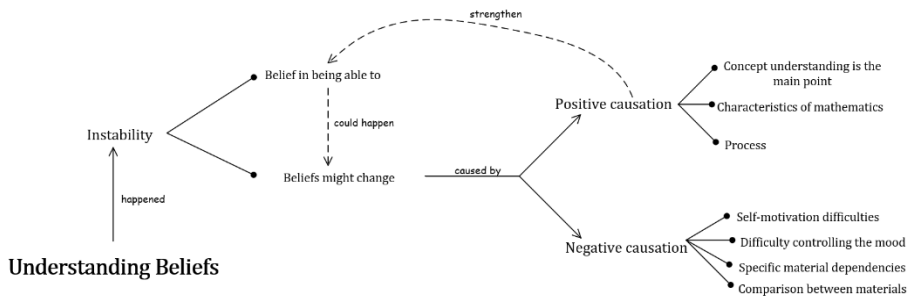 strengthen
Belief in being able to
could happen
Instability
Beliefs might change
happened
Understanding Beliefs
caused by
Positive causation
Concept understanding is the
main point
Characteristics of mathematics
Process
Negative causation
Self-motivation difficulties
Difficulty controlling the mood
Specific material dependencies
Comparison between materials